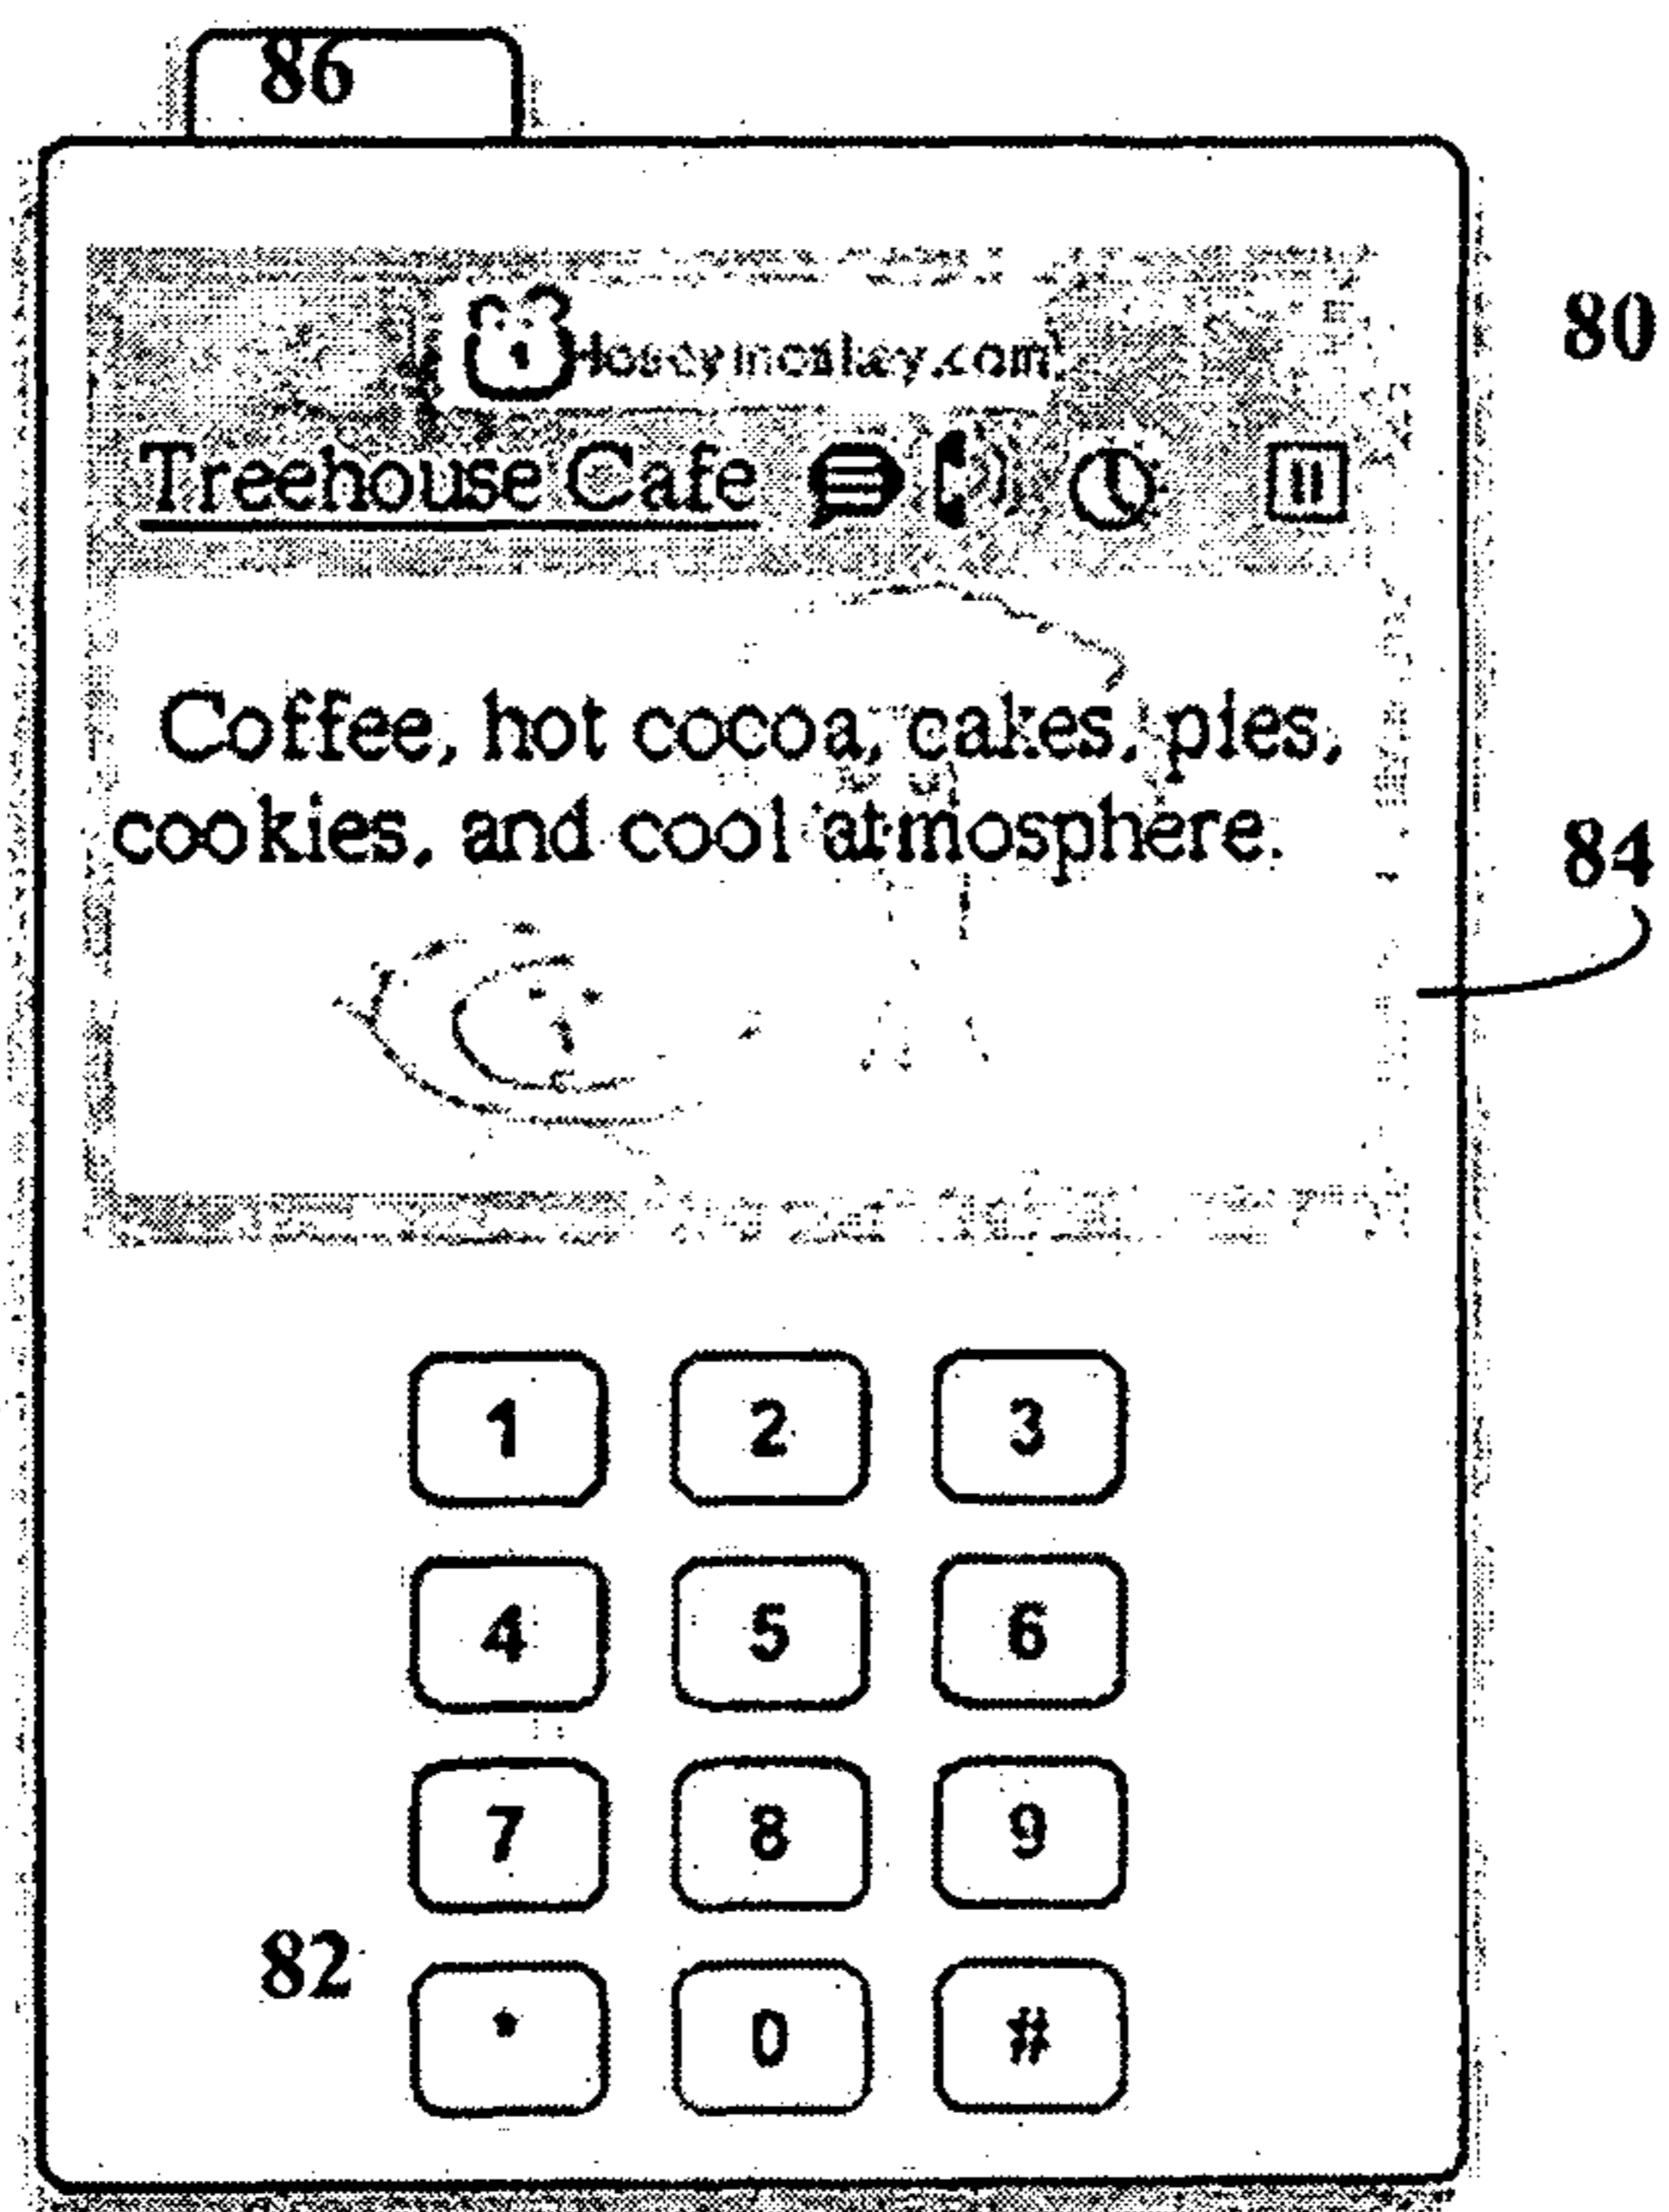 86
80
Treehouse Cafe
Coffee, hot cocoa, cakes, pies,
cookies, and cool atmosphere.
84
1 2 3
4 5 6
7 8 9
82
* 0 #